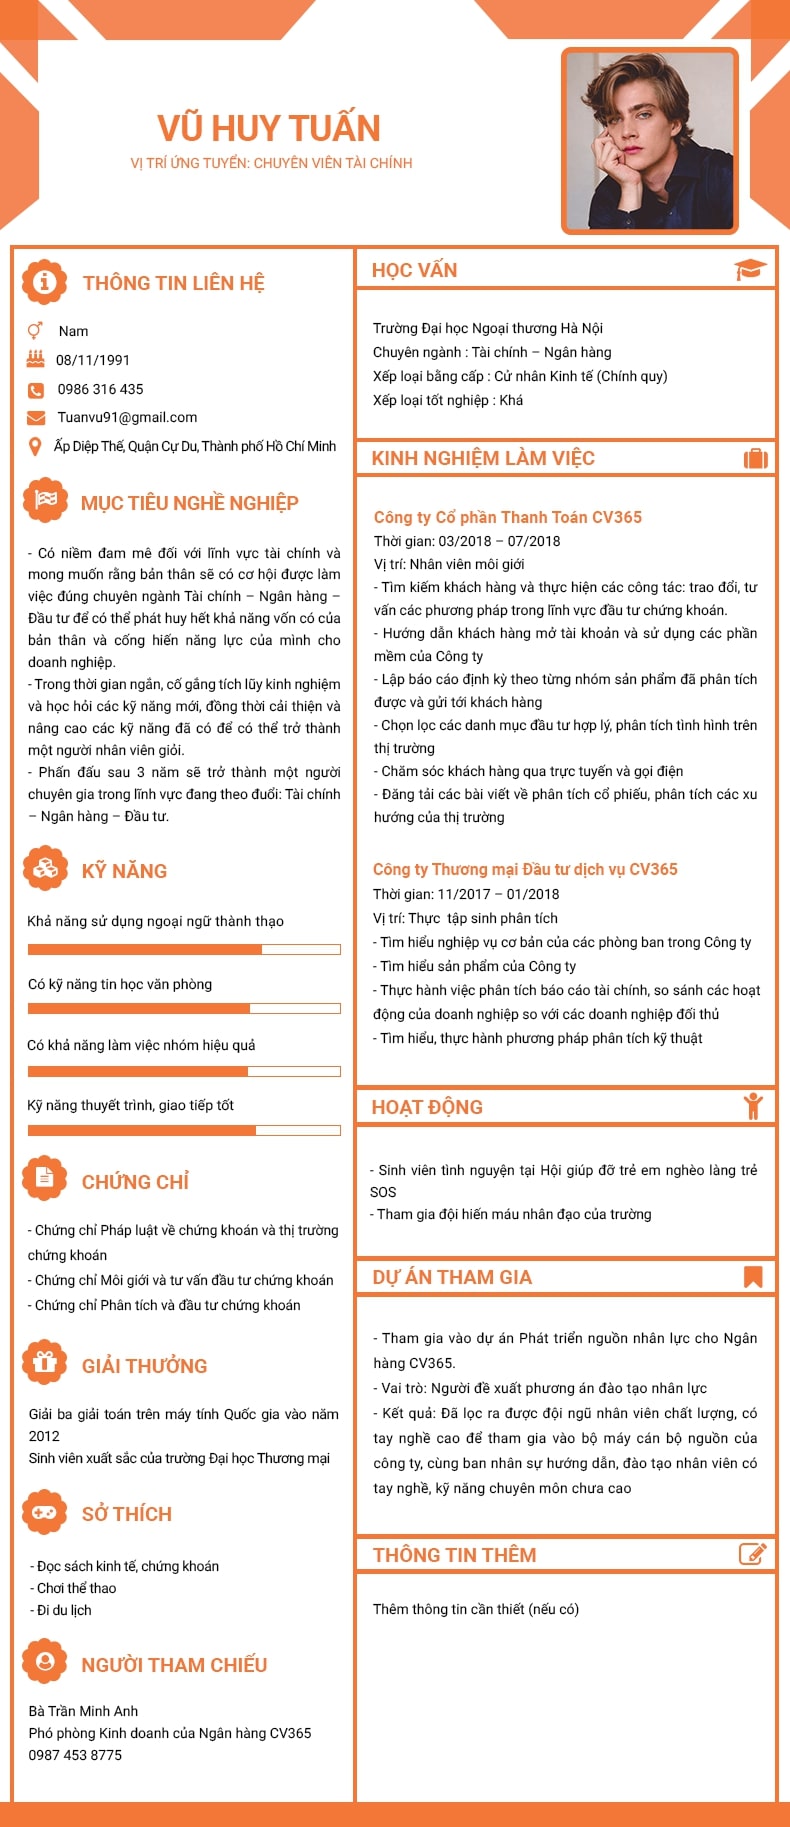 VŨ HUY TUẤN
VỊ TRÍ ỨNG TUYỂN: CHUYÊN VIÊN TÀI CHÍNH
THÔNG TIN LIÊN HỆ
Nam
08/11/1991
0986 316 435
Tuanvu91@gmail.com
Ấp Diệp Thế, Quận Cự Du, Thành phố Hồ Chí Minh
MỤC TIÊU NGHỀ NGHIỆP
- Có niềm đam mê đối với lĩnh vực tài chính và
mong muốn rằng bản thân sẽ có cơ hội được làm
việc đúng chuyên ngành Tài chính – Ngân hàng –
Đầu tư để có thể phát huy hết khả năng vốn có của
bản thân và cống hiến năng lực của mình cho
doanh nghiệp.
- Trong thời gian ngắn, cố gắng tích lũy kinh nghiệm
và học hỏi các kỹ năng mới, đồng thời cải thiện và
nâng cao các kỹ năng đã có để có thể trở thành
một người nhân viên giỏi.
- Phấn đấu sau 3 năm sẽ trở thành một người
chuyên gia trong lĩnh vực đang theo đuổi: Tài chính
– Ngân hàng – Đầu tư.
KỸ NĂNG
Khả năng sử dụng ngoại ngữ thành thạo
Có kỹ năng tin học văn phòng
Có khả năng làm việc nhóm hiệu quả
Kỹ năng thuyết trình, giao tiếp tốt
CHỨNG CHỈ
- Chứng chỉ Pháp luật về chứng khoán và thị trường
chứng khoán
- Chứng chỉ Môi giới và tư vấn đầu tư chứng khoán
- Chứng chỉ Phân tích và đầu tư chứng khoán
GIẢI THƯỞNG
Giải ba giải toán trên máy tính Quốc gia vào năm
2012
Sinh viên xuất sắc của trường Đại học Thương mại
SỞ THÍCH
- Đọc sách kinh tế, chứng khoán
- Chơi thể thao
- Đi du lịch
NGƯỜI THAM CHIẾU
Bà Trần Minh Anh
Phó phòng Kinh doanh của Ngân hàng CV365
0987 453 8775
HỌC VẤN
Trường Đại học Ngoại thương Hà Nội
Chuyên ngành : Tài chính – Ngân hàng
Xếp loại bằng cấp : Cử nhân Kinh tế (Chính quy)
Xếp loại tốt nghiệp : Khá
KINH NGHIỆM LÀM VIỆC
Công ty Cổ phần Thanh Toán CV365
Thời gian: 03/2018 – 07/2018
Vị trí: Nhân viên môi giới
- Tìm kiếm khách hàng và thực hiện các công tác: trao đổi, tư
vấn các phương pháp trong lĩnh vực đầu tư chứng khoán.
- Hướng dẫn khách hàng mở tài khoản và sử dụng các phần
mềm của Công ty
- Lập báo cáo định kỳ theo từng nhóm sản phẩm đã phân tích
được và gửi tới khách hàng
- Chọn lọc các danh mục đầu tư hợp lý, phân tích tình hình trên
thị trường
- Chăm sóc khách hàng qua trực tuyến và gọi điện
- Đăng tải các bài viết về phân tích cổ phiếu, phân tích các xu
hướng của thị trường
Công ty Thương mại Đầu tư dịch vụ CV365
Thời gian: 11/2017 – 01/2018
Vị trí: Thực tập sinh phân tích
- Tìm hiểu nghiệp vụ cơ bản của các phòng ban trong Công ty
- Tìm hiểu sản phẩm của Công ty
- Thực hành việc phân tích báo cáo tài chính, so sánh các hoạt
động của doanh nghiệp so với các doanh nghiệp đối thủ
- Tìm hiểu, thực hành phương pháp phân tích kỹ thuật
HOẠT ĐỘNG
- Sinh viên tình nguyện tại Hội giúp đỡ trẻ em nghèo làng trẻ
SOS
- Tham gia đội hiến máu nhân đạo của trường
DỰ ÁN THAM GIA
- Tham gia vào dự án Phát triển nguồn nhân lực cho Ngân
hàng CV365.
- Vai trò: Người đề xuất phương án đào tạo nhân lực
- Kết quả: Đã lọc ra được đội ngũ nhân viên chất lượng, có
tay nghề cao để tham gia vào bộ máy cán bộ nguồn của
công ty, cùng ban nhân sự hướng dẫn, đào tạo nhân viên có
tay nghề, kỹ năng chuyên môn chưa cao
THÔNG TIN THÊM
Thêm thông tin cần thiết (nếu có)